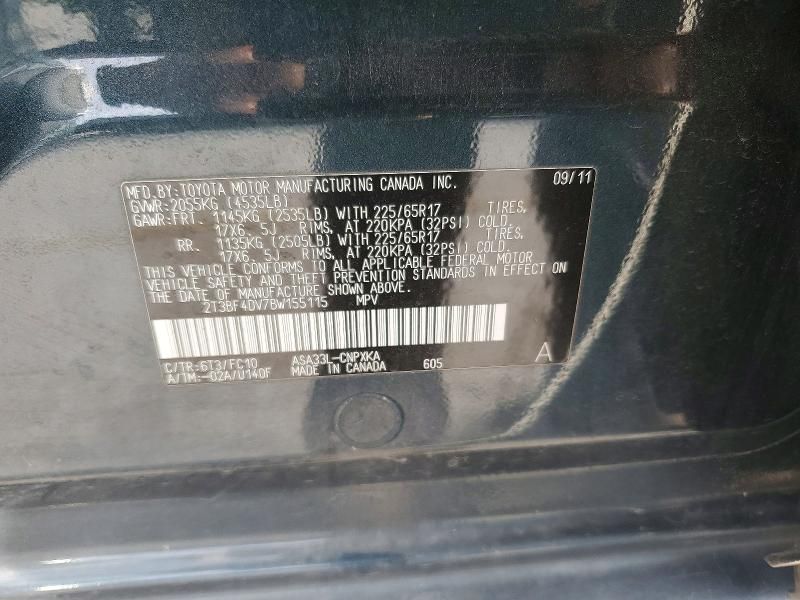 MFD.BY:TOYOTA MOTOR MANUFACTURING CANADA INC. 09/11
GVWR:2055KG (4535LB)
GAWR:FRT. 1145KG (2535LB) WITH 225/65R17 TIRES,
17X6.5J RIMS, AT 220KPA (32PSI) COLD.
RR. 1135KG (2505LB) WITH 225/65R17 TIRES,
17X6.5J RIMS, AT 220KPA (32PSI) COLD.
THIS VEHICLE CONFORMS TO ALL APPLICABLE FEDERAL MOTOR
VEHICLE SAFETY AND THEFT PREVENTION STANDARDS IN EFFECT ON
THE DATE OF MANUFACTURE SHOWN ABOVE.
2T3BF4DV7BW155115 MPV
C/TR:6T3/FC10 ASA33L-CNPXKA A
A/TM:-02A/U140F MADE IN CANADA 605